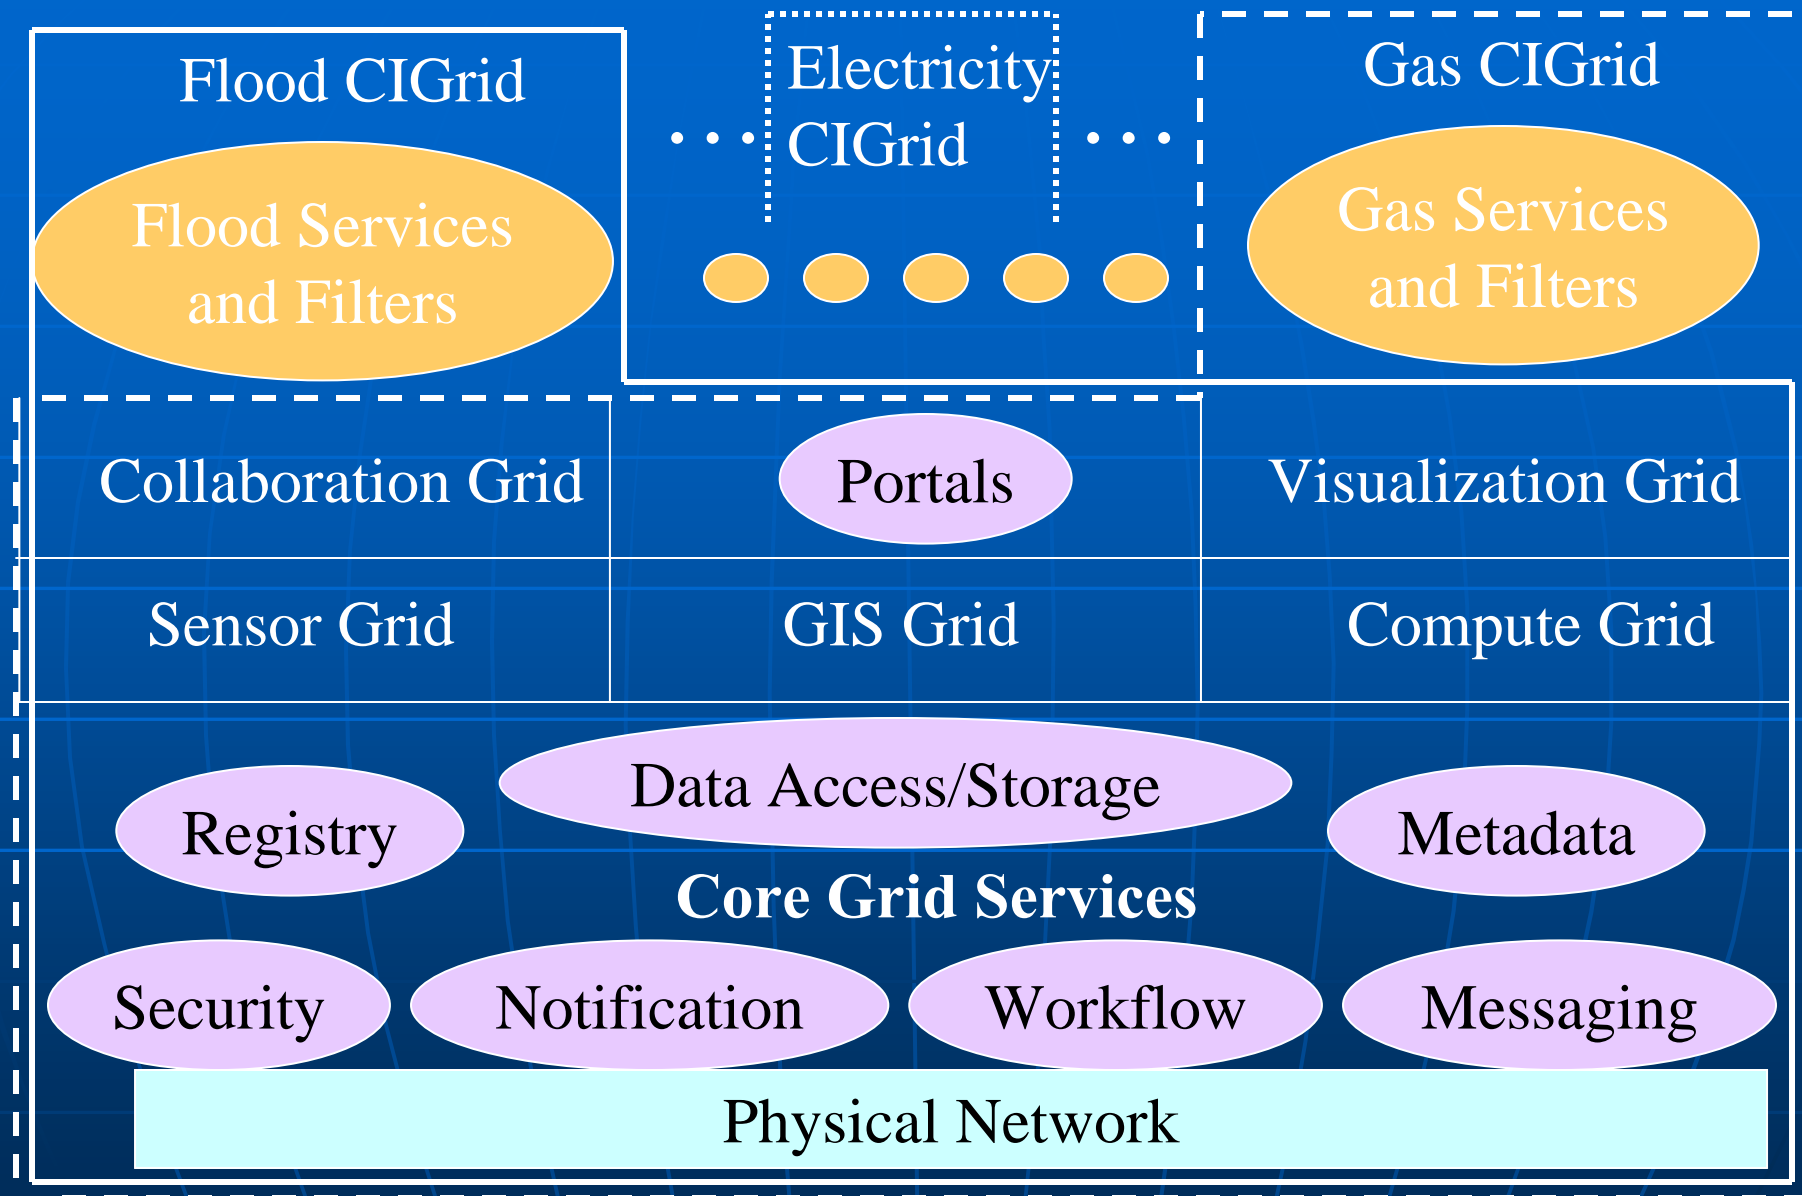 Flood CIGrid
Electricity
CIGrid
Gas CIGrid
. . .
. . .
Flood Services
and Filters
Gas Services
and Filters
Collaboration Grid
Portals
Visualization Grid
Sensor Grid
GIS Grid
Compute Grid
Data Access/Storage
Registry
Metadata
Core Grid Services
Security
Notification
Workflow
Messaging
Physical Network